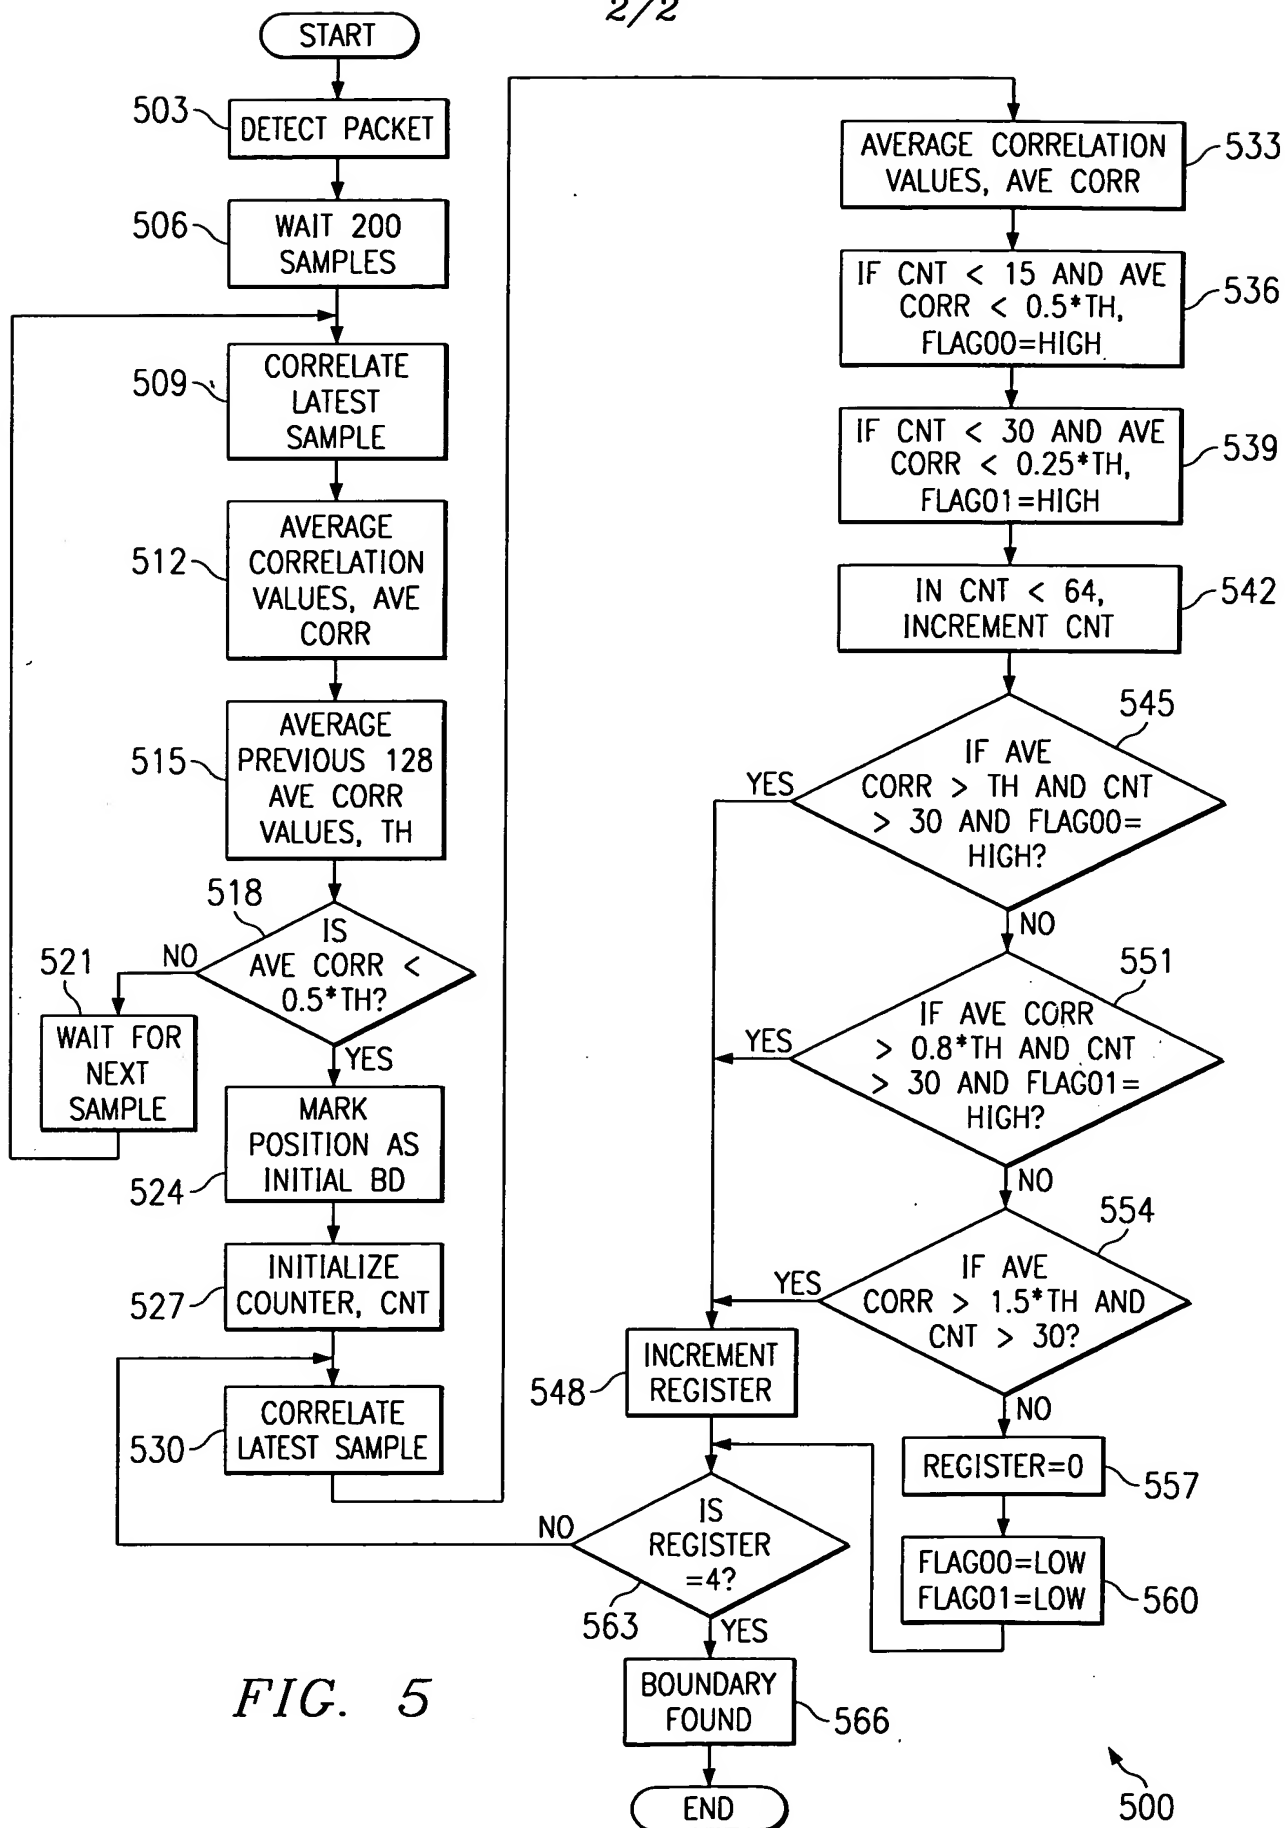 2/2
START
503
DETECT PACKET
506
WAIT 200
SAMPLES
509
CORRELATE
LATEST
SAMPLE
512
AVERAGE
CORRELATION
VALUES, AVE
CORR
515
AVERAGE
PREVIOUS 128
AVE CORR
VALUES, TH
518
IS
AVE CORR <
0.5*TH?
NO
521
WAIT FOR
NEXT
SAMPLE
YES
524
MARK
POSITION AS
INITIAL BD
527
INITIALIZE
COUNTER, CNT
530
CORRELATE
LATEST SAMPLE
AVERAGE CORRELATION
VALUES, AVE CORR
533
IF CNT < 15 AND AVE
CORR < 0.5*TH,
FLAG00=HIGH
536
IF CNT < 30 AND AVE
CORR < 0.25*TH,
FLAG01=HIGH
539
IN CNT < 64,
INCREMENT CNT
542
545
IF AVE
CORR > TH AND CNT
> 30 AND FLAG00=
HIGH?
YES
NO
551
IF AVE CORR
> 0.8*TH AND CNT
> 30 AND FLAG01=
HIGH?
YES
NO
554
IF AVE
CORR > 1.5*TH AND
CNT > 30?
YES
NO
548
INCREMENT
REGISTER
REGISTER=0
557
FLAG00=LOW
FLAG01=LOW
560
IS
REGISTER
=4?
NO
563
YES
BOUNDARY
FOUND
566
END
FIG. 5
500